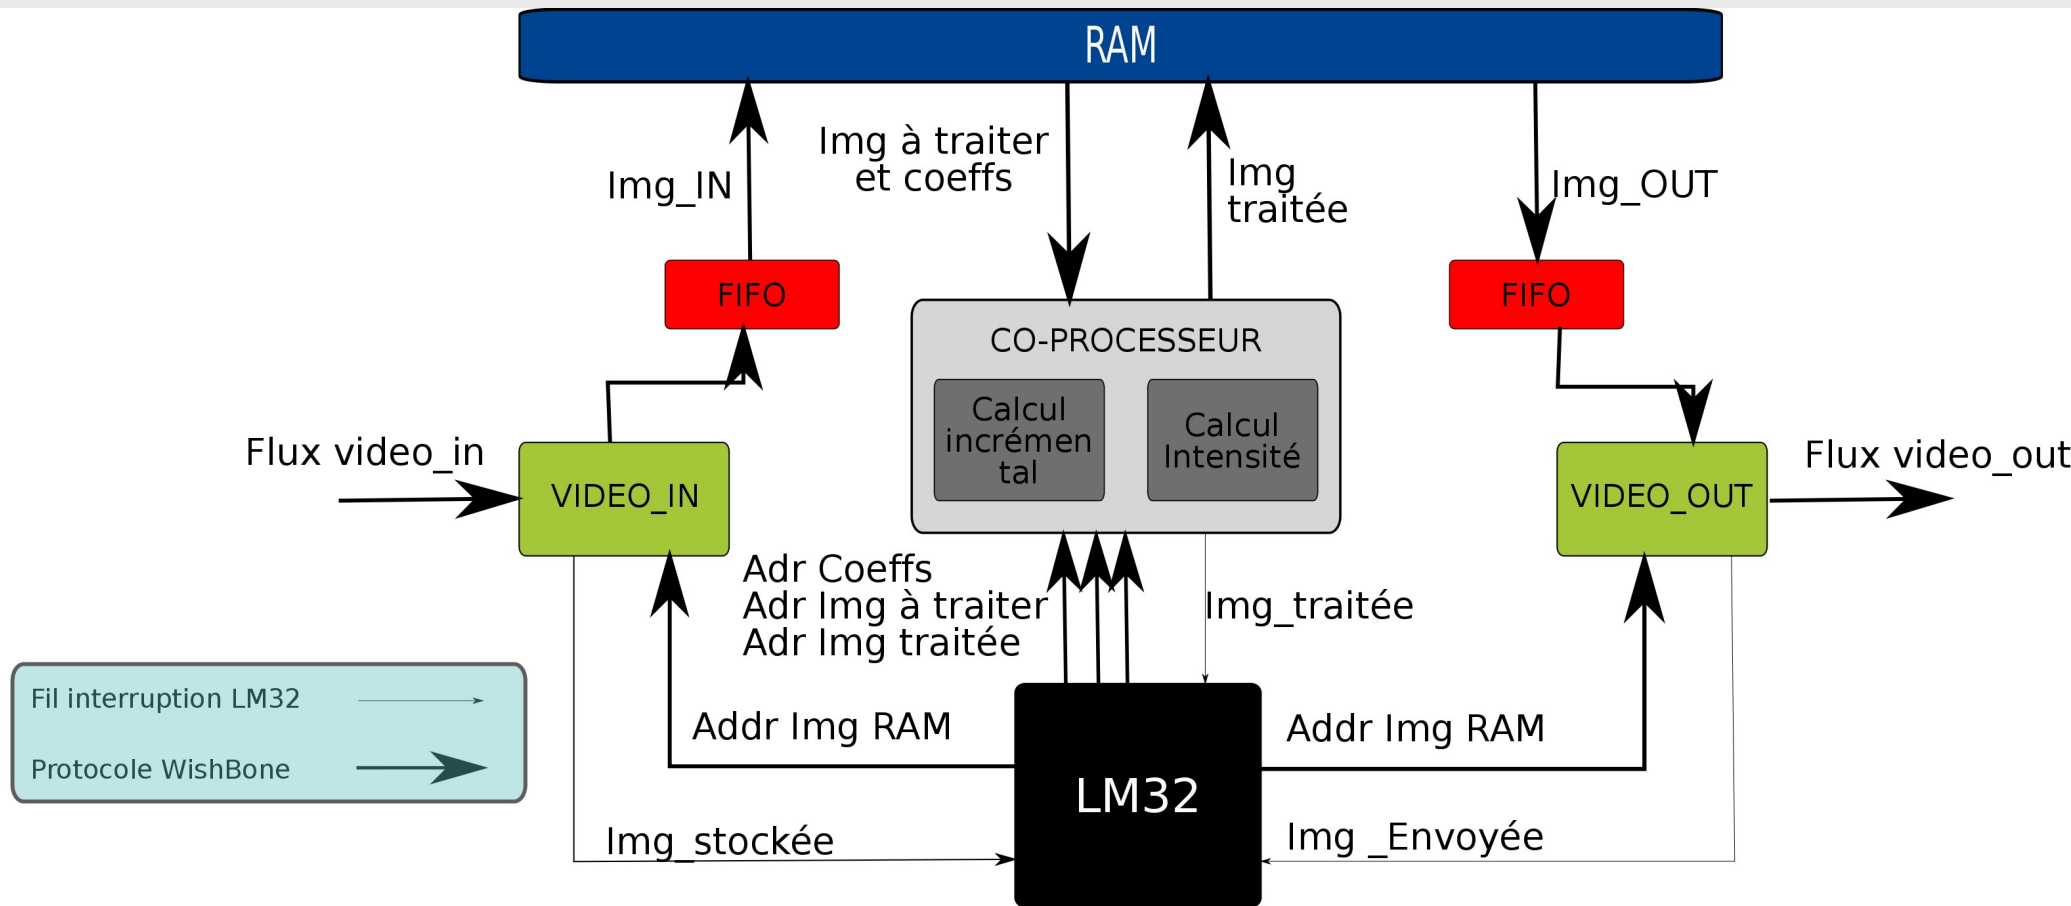 RAM
Img à traiter
et coeffs
Img
traitée
Img_IN
Img_OUT
FIFO
FIFO
CO-PROCESSEUR
Calcul
incrémen
tal
Calcul
Intensité
Flux video_in
VIDEO_IN
VIDEO_OUT
Flux video_out
Adr Coeffs
Adr Img à traiter
Adr Img traitée
Img_traitée
Fil interruption LM32
Protocole WishBone
Addr Img RAM
Addr Img RAM
LM32
Img_stockée
Img _Envoyée